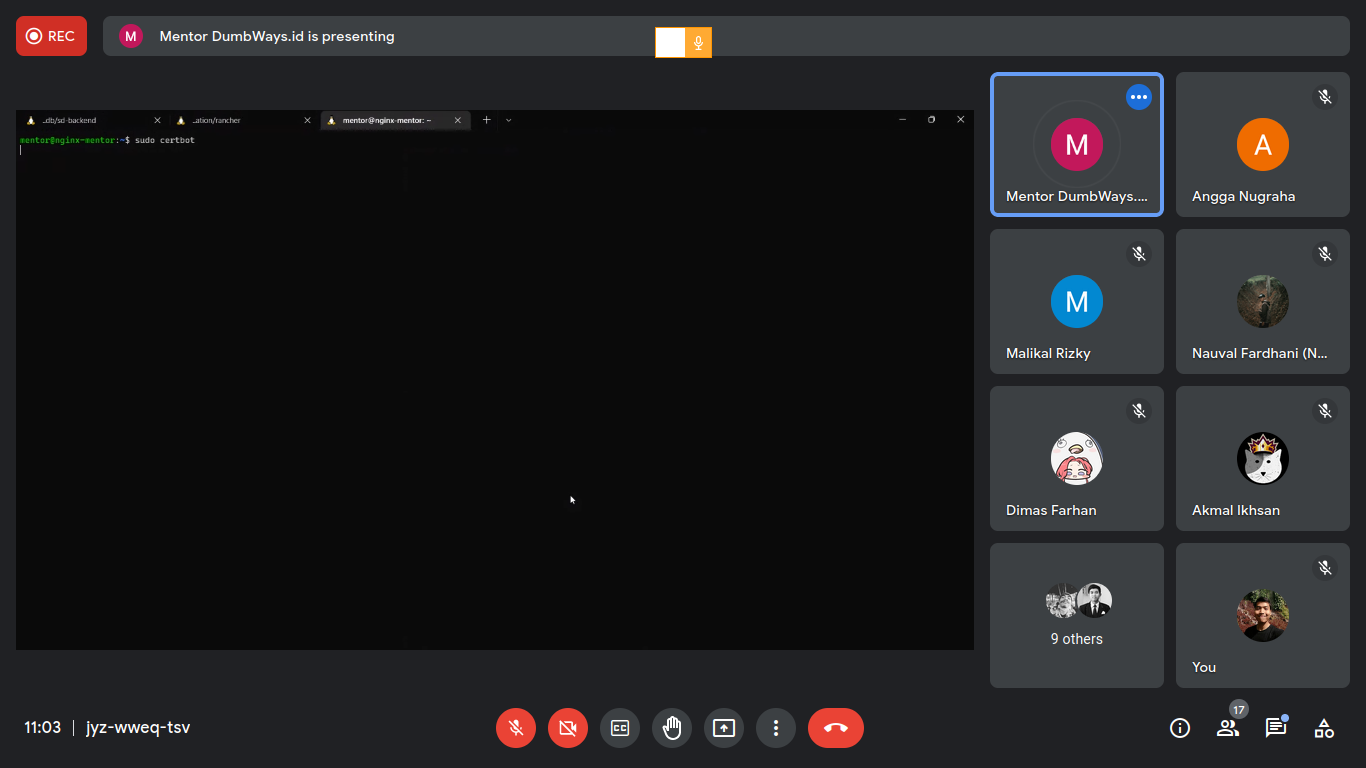 REC
M
Mentor DumbWays.id is presenting
..db/sd-backend
..ation/rancher
mentor@nginx-mentor: ~
mentor@nginx-mentor:~$ sudo certbot
M
Mentor DumbWays....
A
Angga Nugraha
M
Malikal Rizky
Nauval Fardhani (N...
Dimas Farhan
Akmal Ikhsan
9 others
You
11:03
jyz-wweq-tsv
CC
17